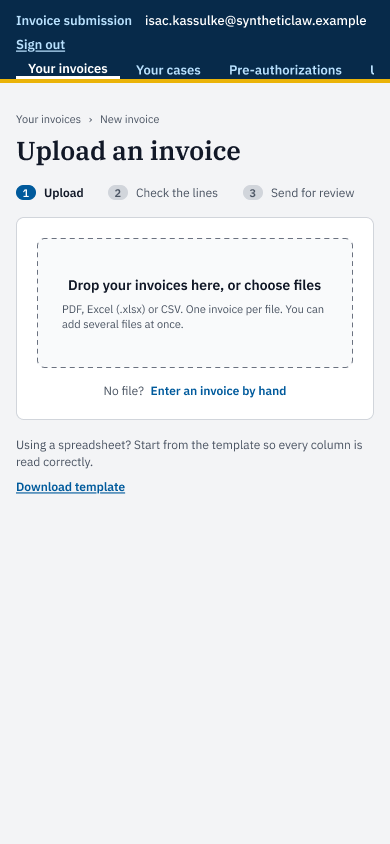 Invoice submission isac.kassulke@syntheticlaw.example
Sign out
Your invoices Your cases Pre-authorizations
Your invoices › New invoice
Upload an invoice
1 Upload 2 Check the lines 3 Send for review
Drop your invoices here, or choose files
PDF, Excel (.xlsx) or CSV. One invoice per file. You can
add several files at once.
No file? Enter an invoice by hand
Using a spreadsheet? Start from the template so every column is
read correctly.
Download template